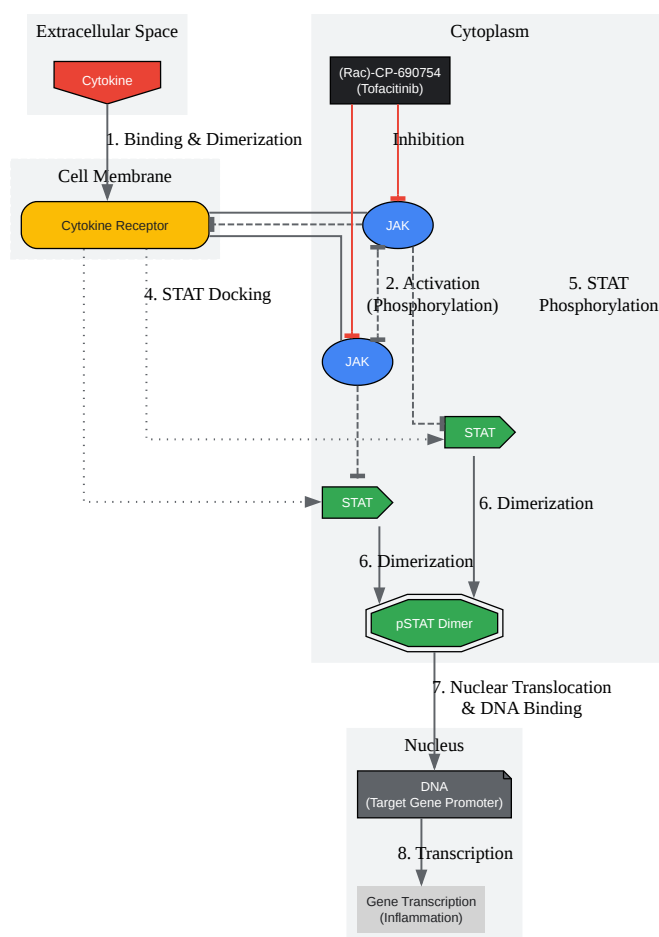 Extracellular Space
Cytoplasm
Cytokine
(Rac)-CP-690754
(Tofacitinib)
1. Binding & Dimerization
Inhibition
Cell Membrane
Cytokine Receptor
JAK
4. STAT Docking
2. Activation
(Phosphorylation)
5. STAT
Phosphorylation
JAK
STAT
STAT
6. Dimerization
6. Dimerization
pSTAT Dimer
7. Nuclear Translocation
& DNA Binding
Nucleus
DNA
(Target Gene Promoter)
8. Transcription
Gene Transcription
(Inflammation)